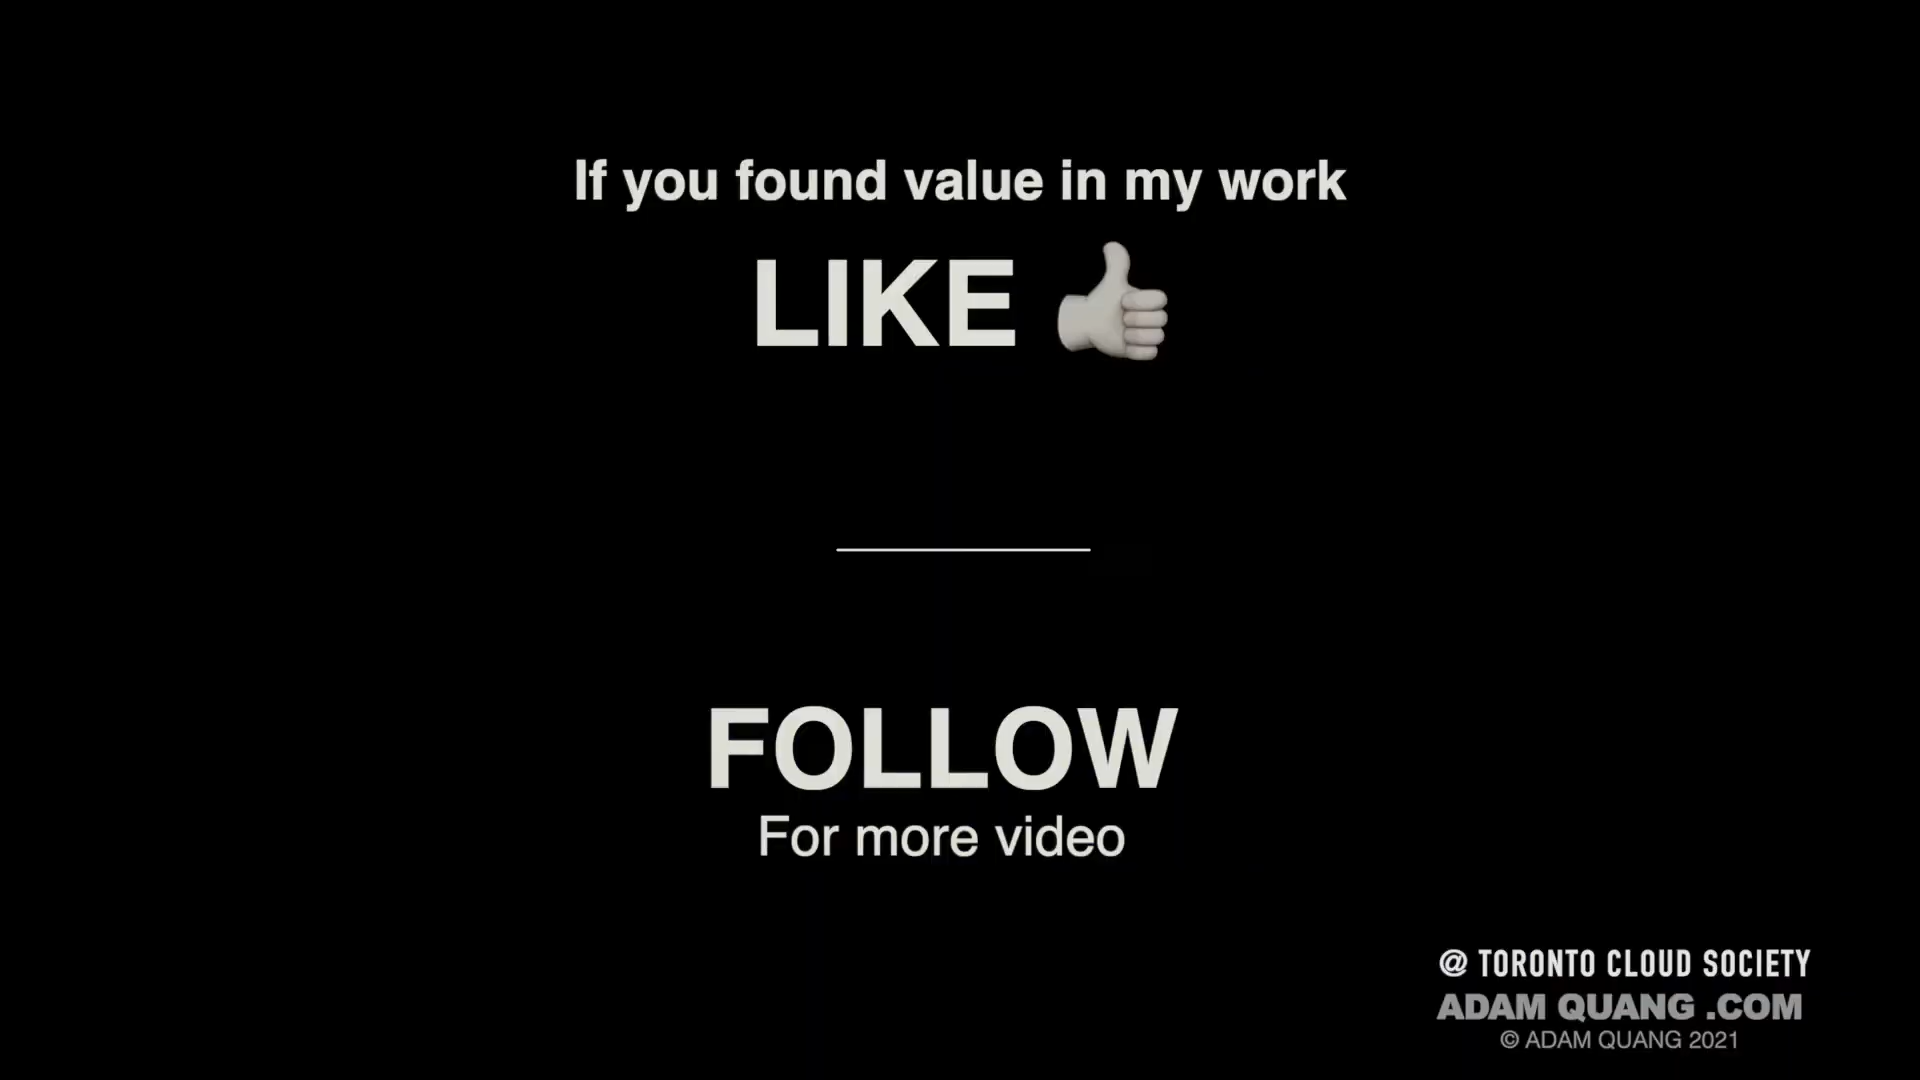 If you found value in my work
LIKE 👍
FOLLOW
For more video
@ TORONTO CLOUD SOCIETY
ADAM QUANG .COM
© ADAM QUANG 2021